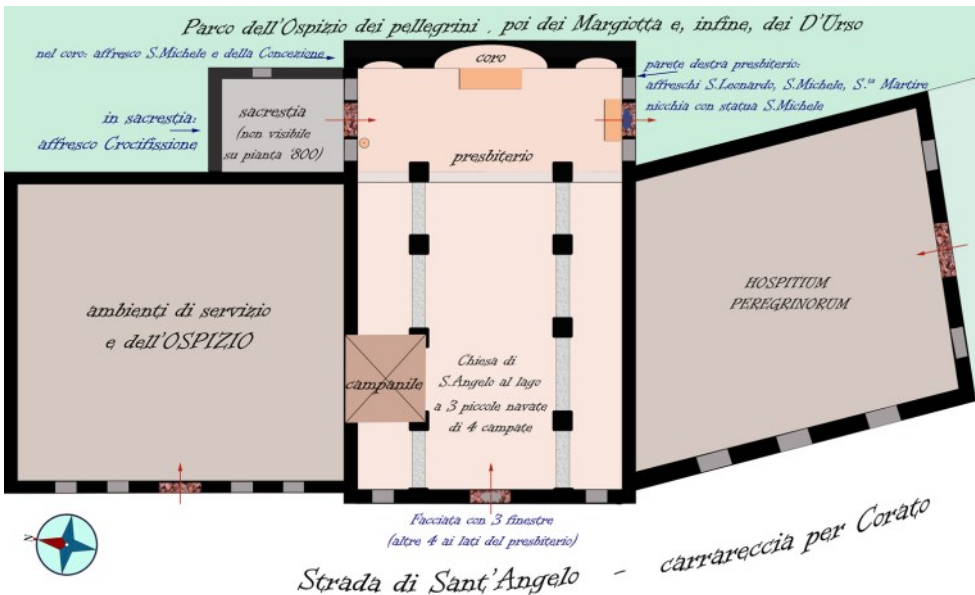 Parco dell'Ospizio dei pellegrini, poi dei Margiotta e, infine, dei D'Urso
nel coro: affresco S.Michele e della Concezione
coro
parete destra presbiterio:
affreschi S.Leonardo, S.Michele, S.ta Martire
nicchia con statua S.Michele
in sacrestia:
affresco Crocifissione
sacrestia
(non visibile
su pianta '800)
presbiterio
ambienti di servizio
e dell'OSPIZIO
HOSPITIUM
PEREGRINORUM
campanile
Chiesa di
S.Angelo al lago
a 3 piccole navate
di 4 campate
Facciata con 3 finestre
(altre 4 ai lati del presbiterio)
N
Strada di Sant'Angelo - carrareccia per Corato